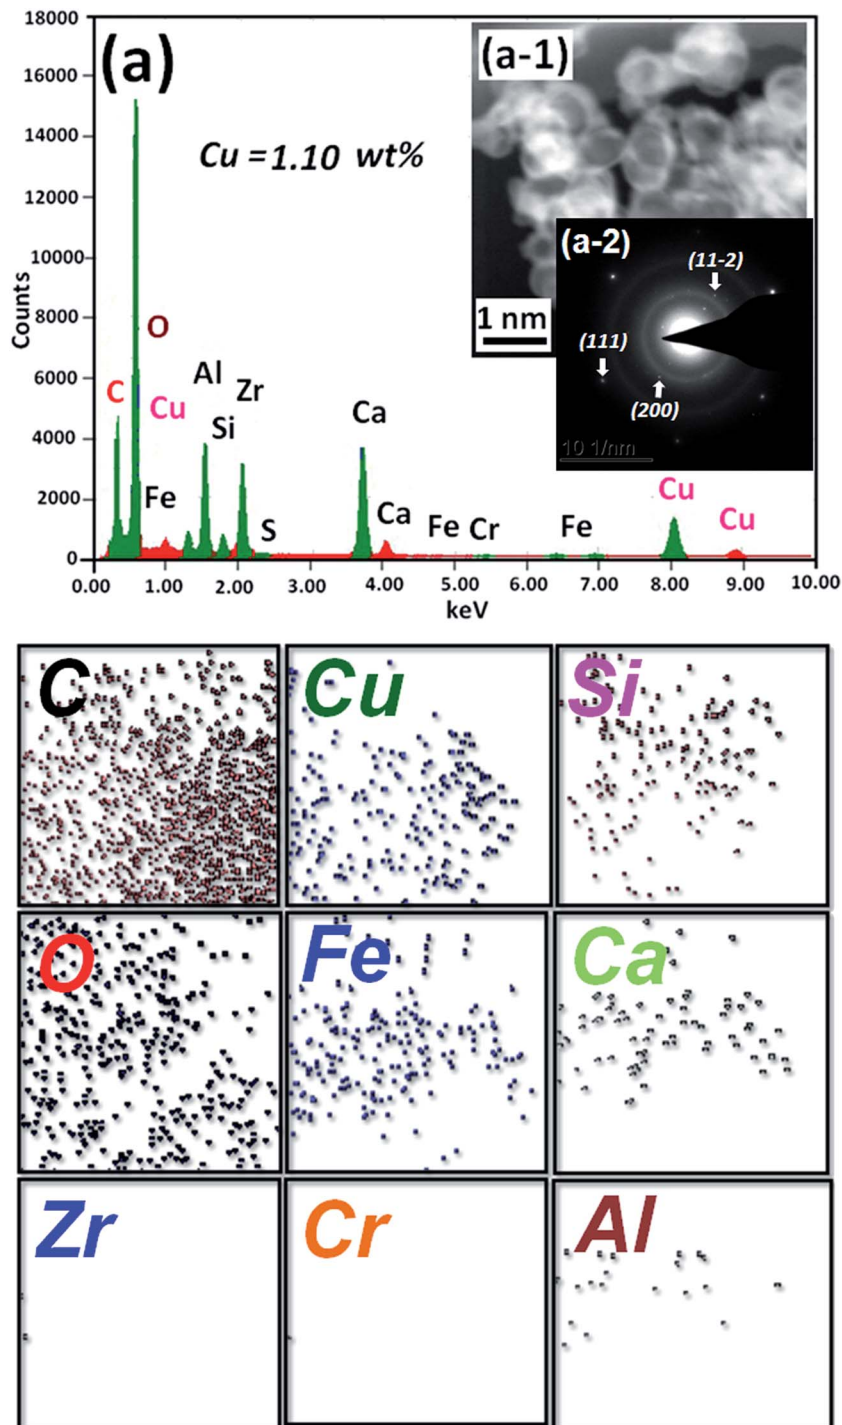 18000
16000
14000
12000
10000
8000
6000
4000
2000
0
Counts
(a)
Cu = 1.10 wt%
O
C
Cu
Fe
Al
Si
Zr
S
Ca
Ca
Fe
Cr
Fe
Cu
Cu
0.00 1.00 2.00 3.00 4.00 5.00 6.00 7.00 8.00 9.00 10.00
keV
(a-1)
1 nm
(a-2)
(11-2)
(111)
(200)
10 1/nm
C
Cu
Si
O
Fe
Ca
Zr
Cr
Al